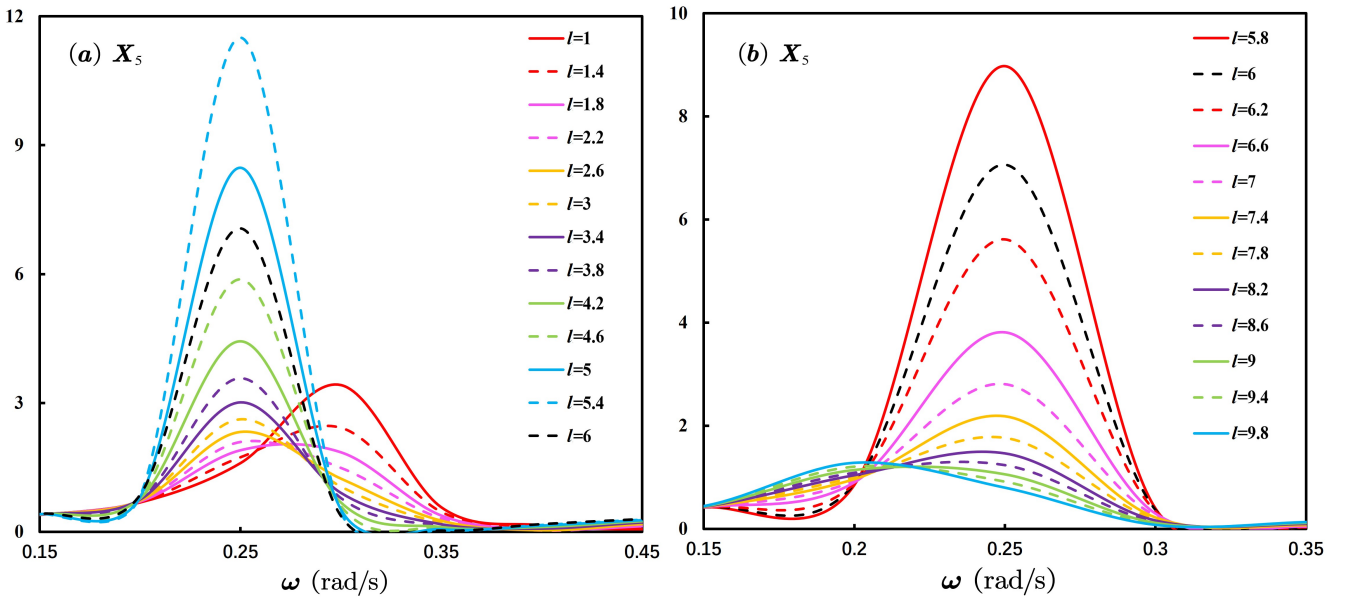 (a) X₅
12
9
6
3
0
0.15
0.25
0.35
0.45
ω (rad/s)
l=1
l=1.4
l=1.8
l=2.2
l=2.6
l=3
l=3.4
l=3.8
l=4.2
l=4.6
l=5
l=5.4
l=6
(b) X₅
10
8
6
4
2
0
0.15
0.2
0.25
0.3
0.35
ω (rad/s)
l=5.8
l=6
l=6.2
l=6.6
l=7
l=7.4
l=7.8
l=8.2
l=8.6
l=9
l=9.4
l=9.8